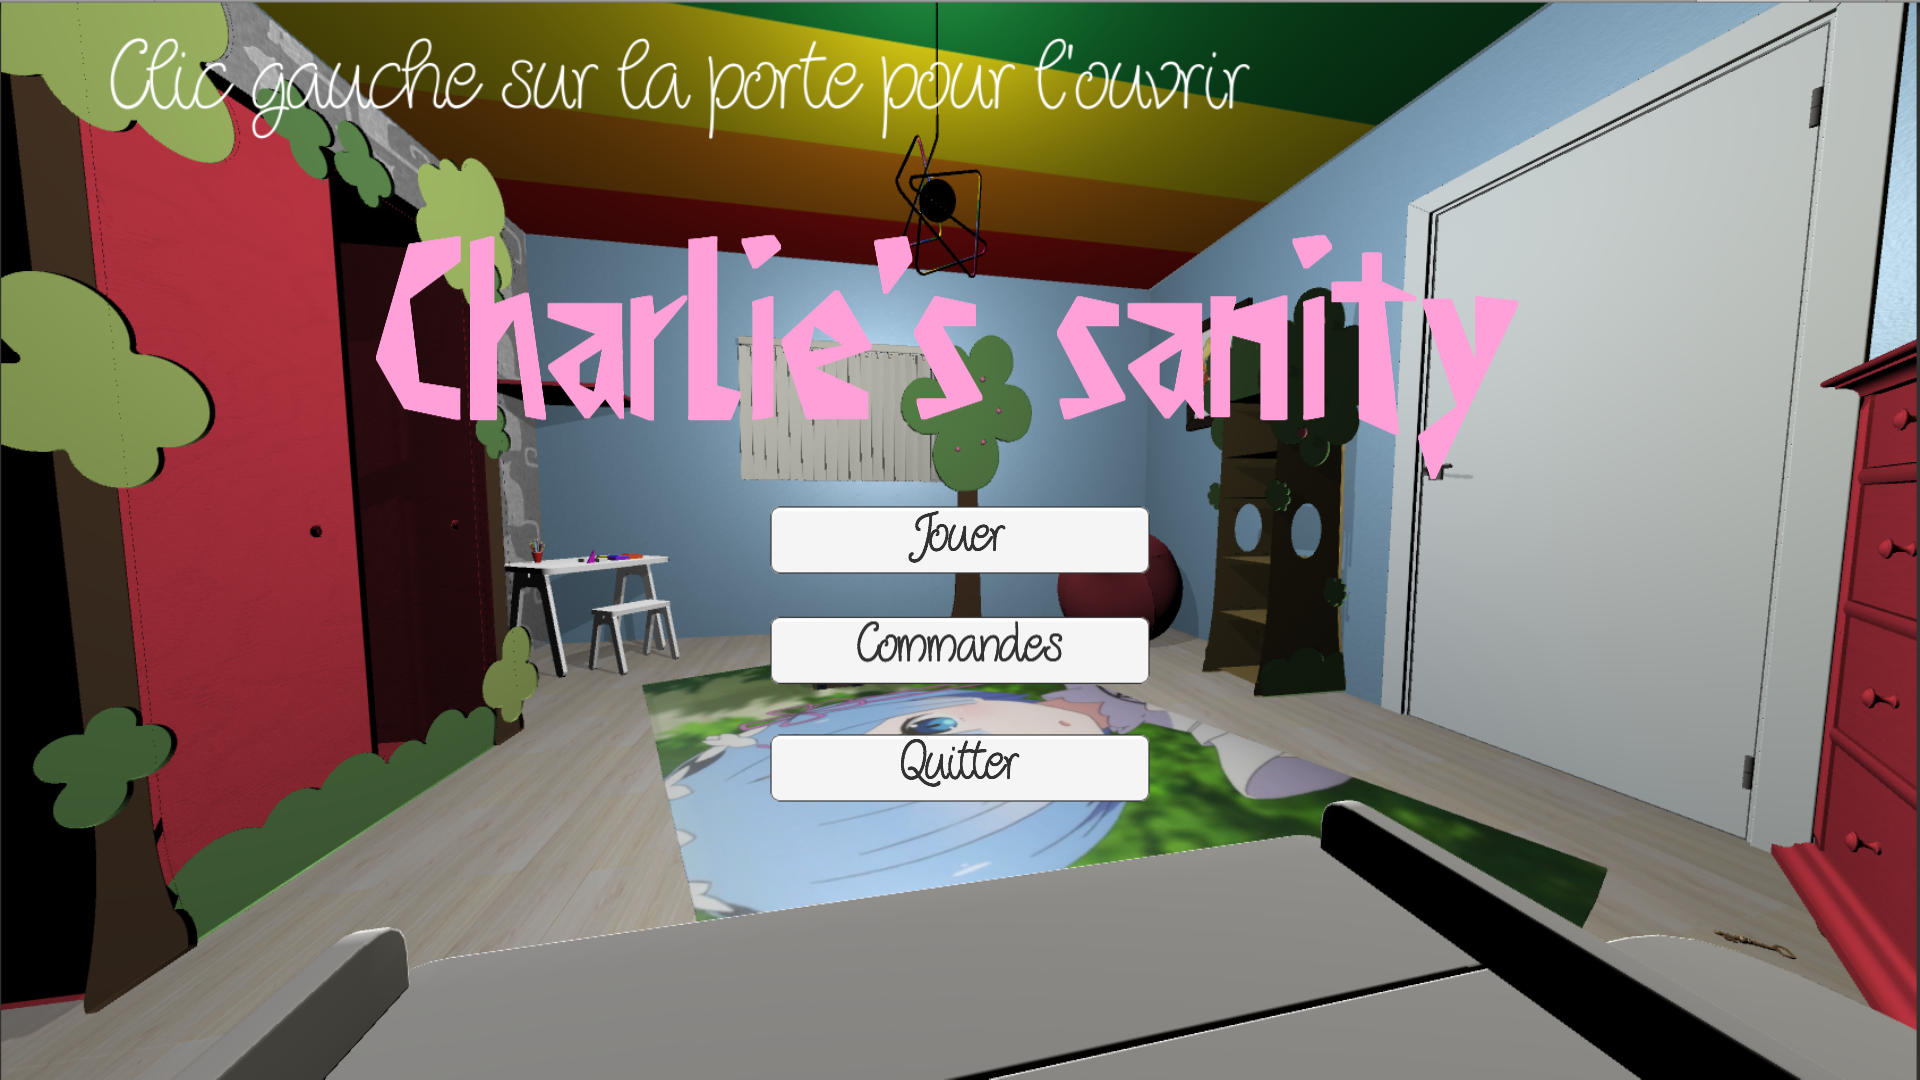 Clic gauche sur la porte pour l'ouvrir
Charlie's sanity
Jouer
Commandes
Quitter